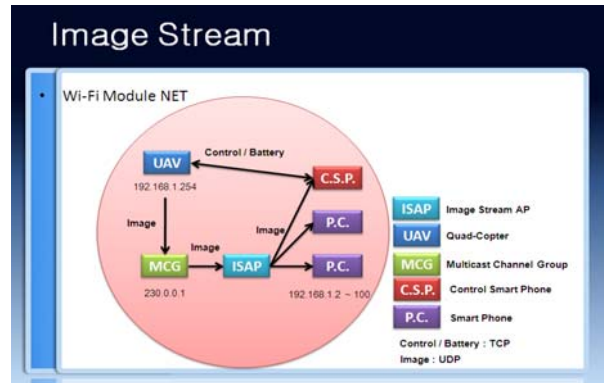 Image Stream
• Wi-Fi Module NET
Control / Battery
UAV
C.S.P.
192.168.1.254
Image
Image
Image
P.C.
MCG
ISAP
P.C.
230.0.0.1
192.168.1.2 ~ 100
ISAP Image Stream AP
UAV Quad-Copter
MCG Multicast Channel Group
C.S.P. Control Smart Phone
P.C. Smart Phone
Control / Battery : TCP
Image : UDP